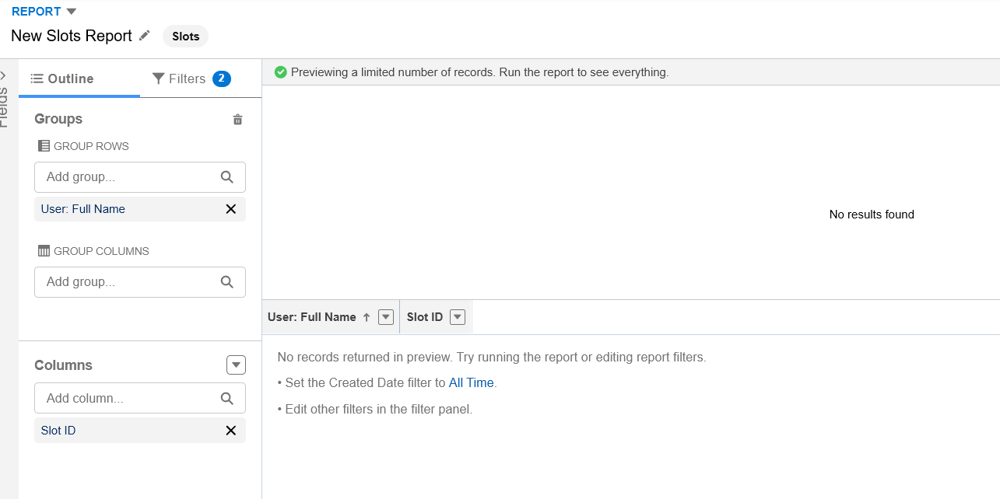 REPORT
New Slots Report
Slots
Fields
Outline
Filters 2
Previewing a limited number of records. Run the report to see everything.
Groups
GROUP ROWS
Add group...
User: Full Name
No results found
GROUP COLUMNS
Add group...
User: Full Name
Slot ID
Columns
Add column...
Slot ID
No records returned in preview. Try running the report or editing report filters.
• Set the Created Date filter to All Time.
• Edit other filters in the filter panel.